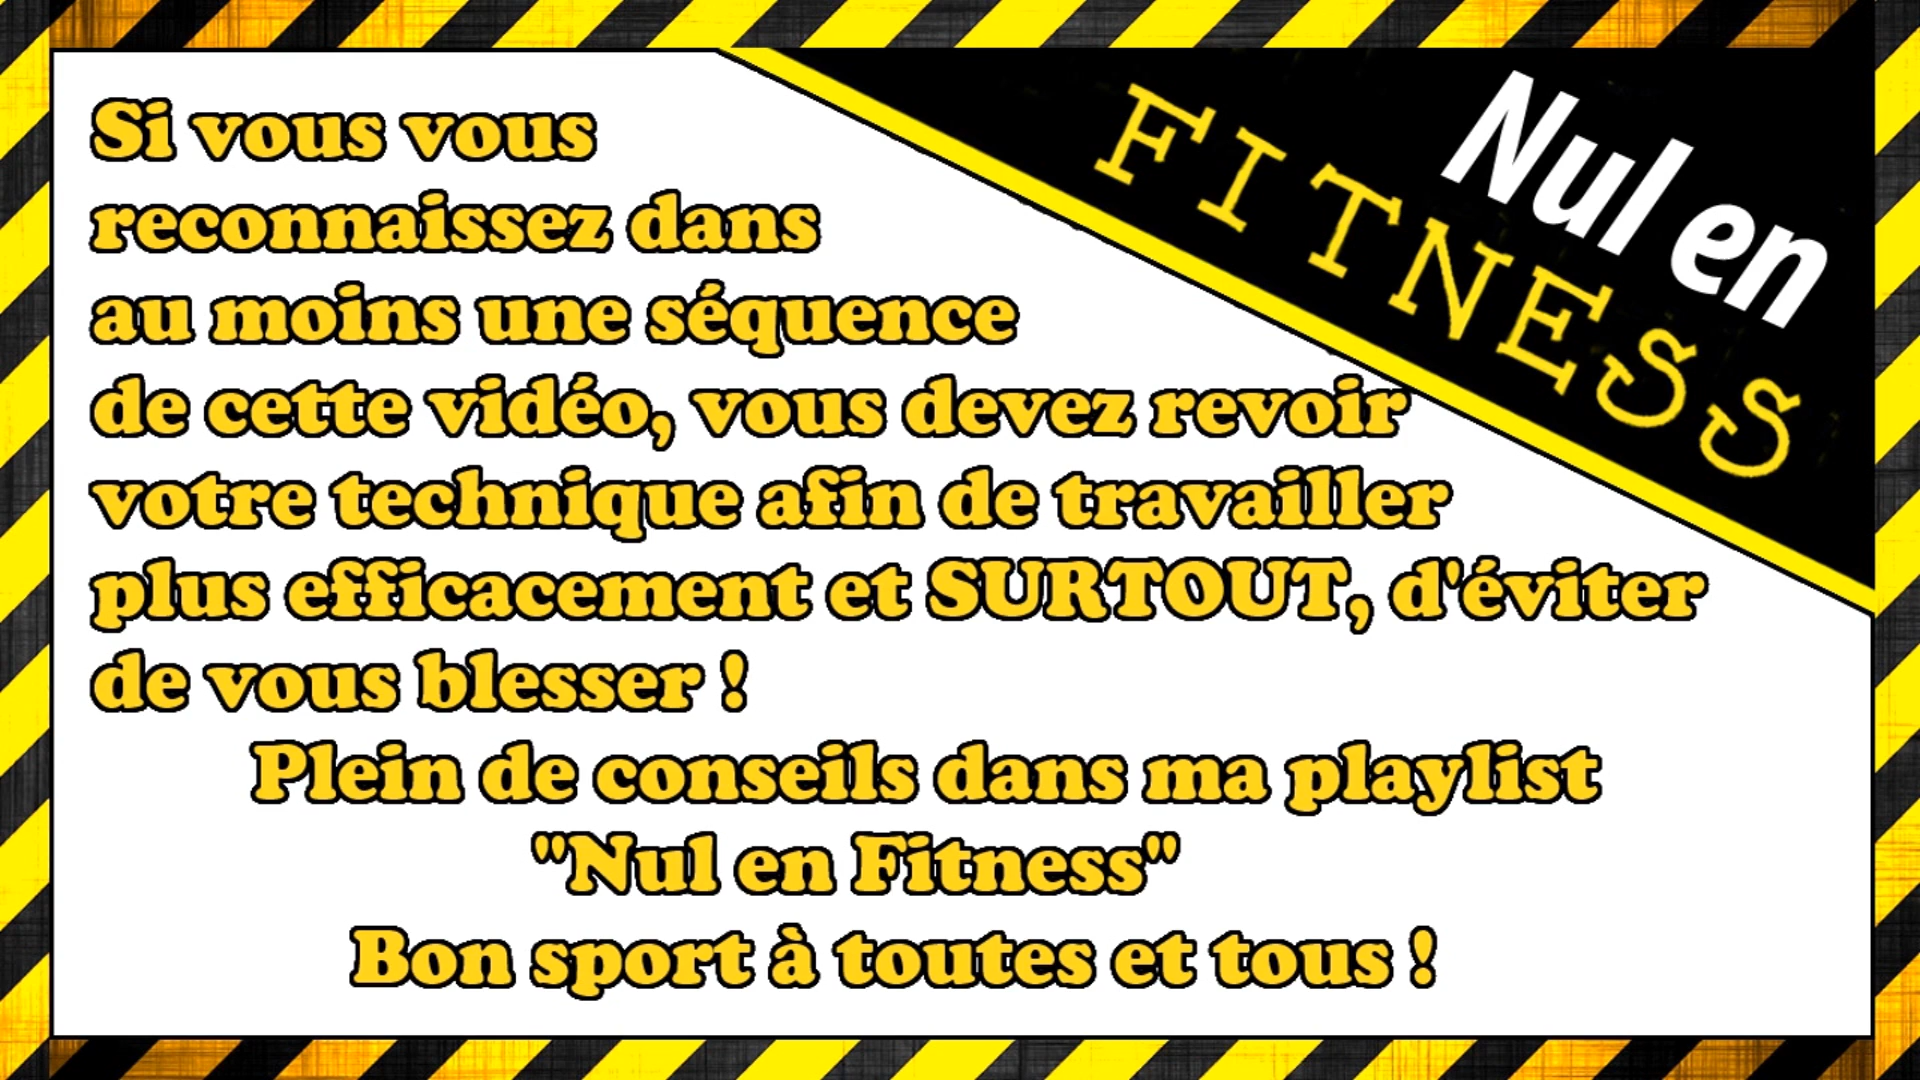 Nul en
FITNESS
Si vous vous
reconnaissez dans
au moins une séquence
de cette vidéo, vous devez revoir
votre technique afin de travailler
plus efficacement et SURTOUT, d'éviter
de vous blesser !
Plein de conseils dans ma playlist
"Nul en Fitness"
Bon sport à toutes et tous !